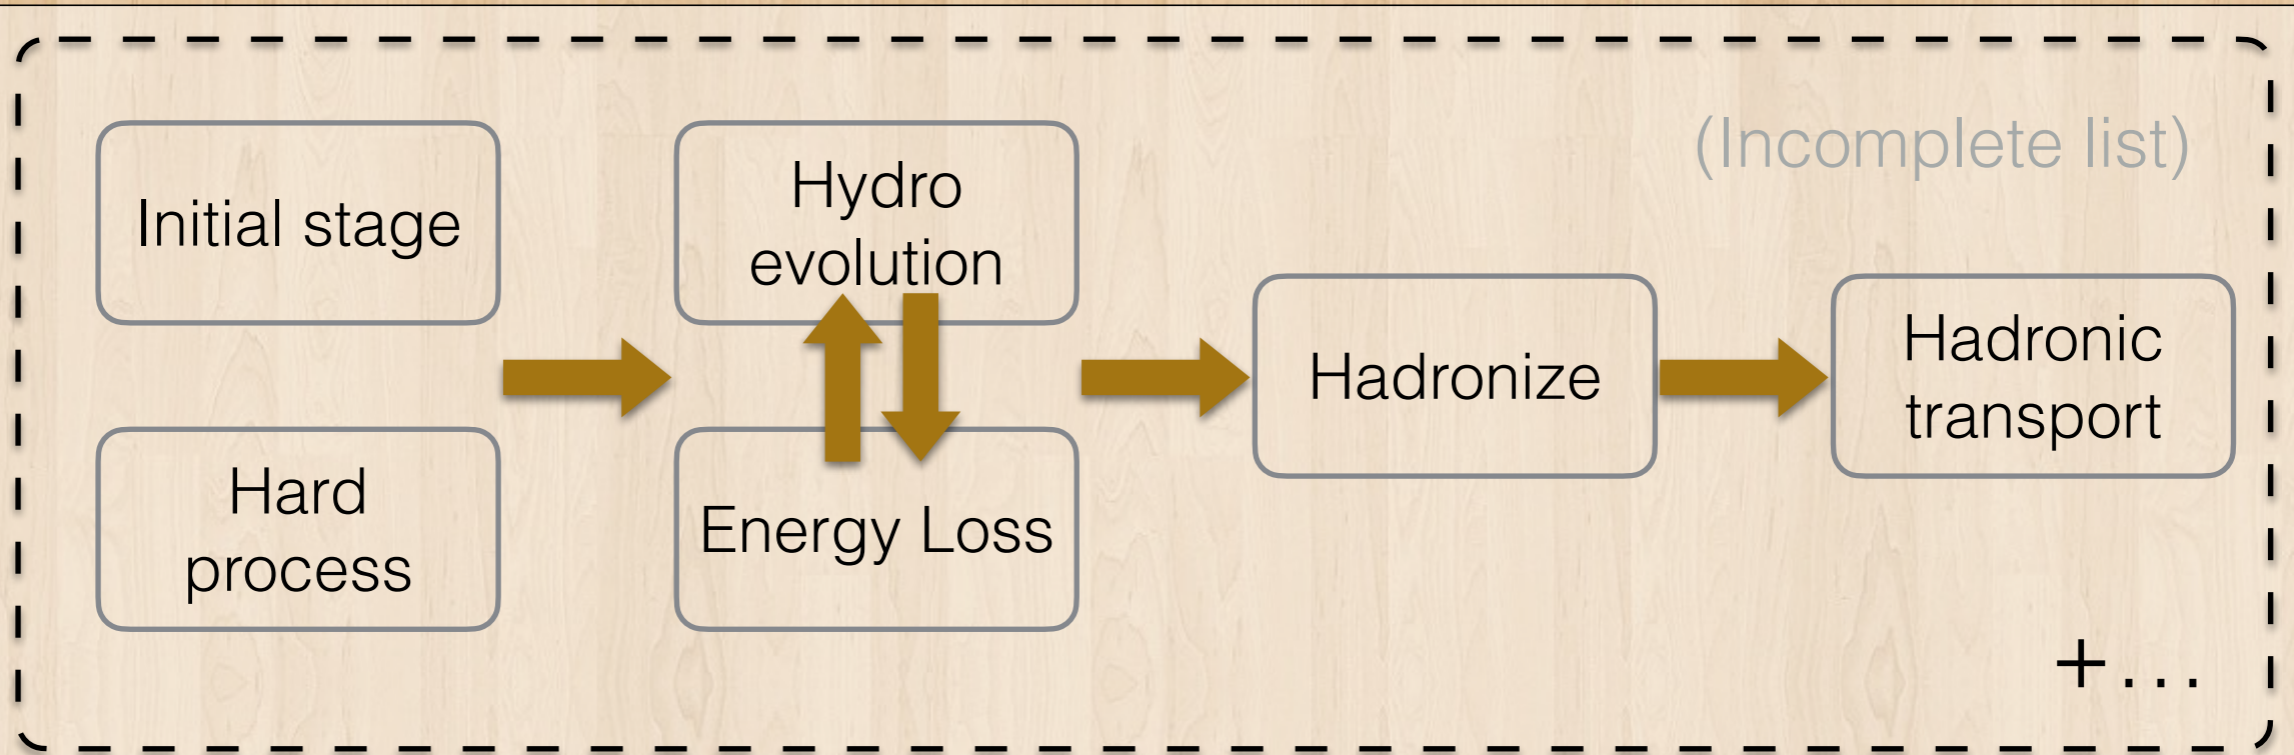 Initial stage
Hard
process
Hydro
evolution
Energy Loss
Hadronize
(Incomplete list)
Hadronic
transport
+...